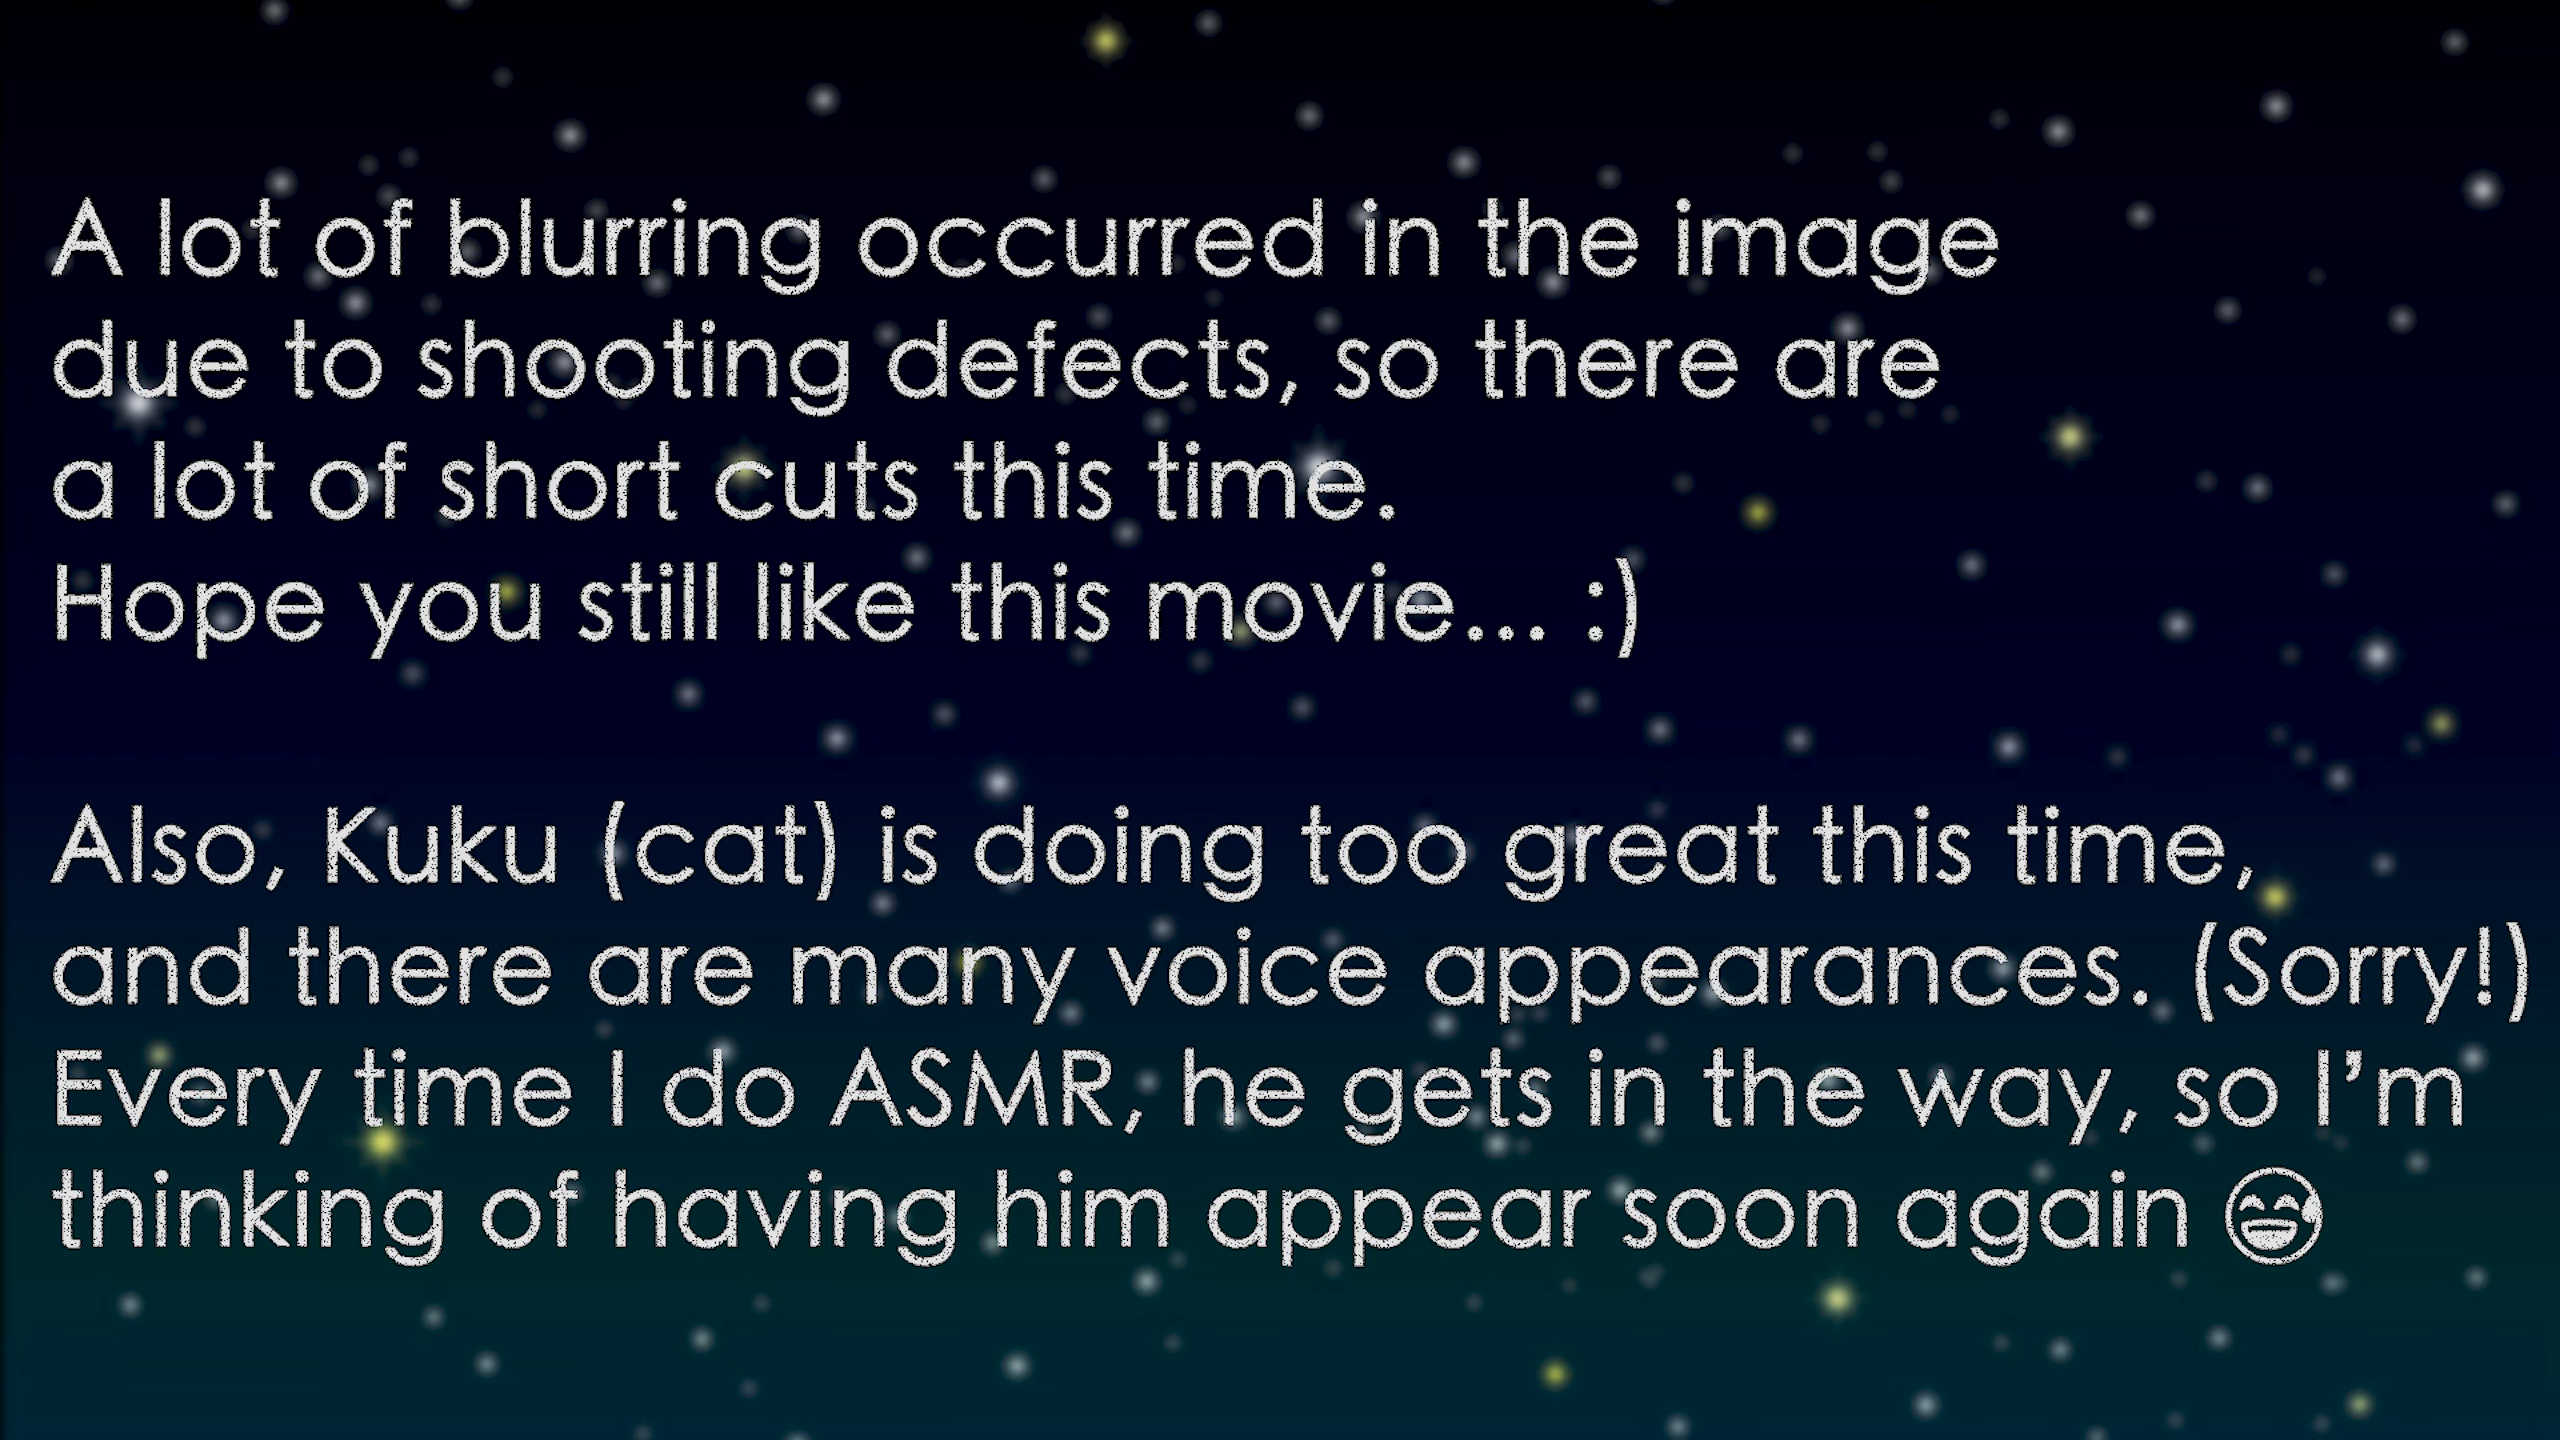 A lot of blurring occurred in the image
due to shooting defects, so there are
a lot of short cuts this time.
Hope you still like this movie... :)
Also, Kuku (cat) is doing too great this time,
and there are many voice appearances. (Sorry!)
Every time I do ASMR, he gets in the way, so I’m
thinking of having him appear soon again 😅